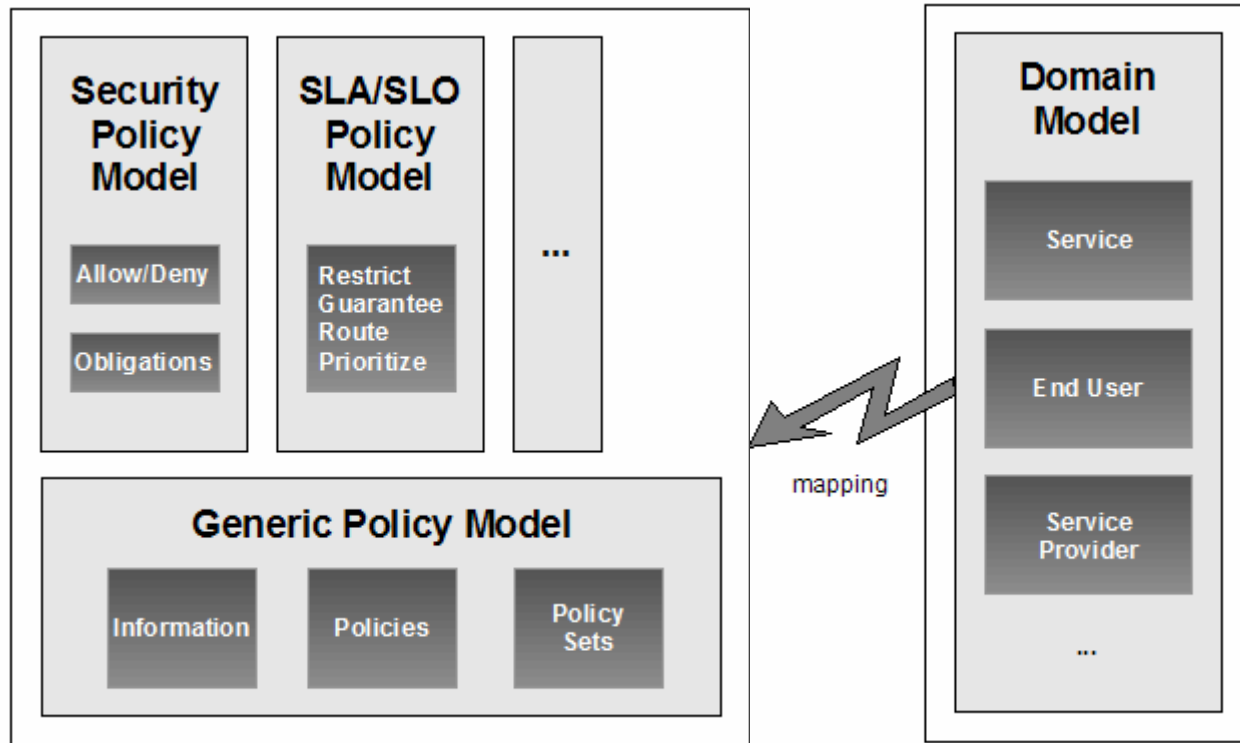 Security
Policy
Model
Allow/Deny
Obligations
SLA/SLO
Policy
Model
Restrict
Guarantee
Route
Prioritize
...
Generic Policy Model
Information
Policies
Policy
Sets
mapping
Domain
Model
Service
End User
Service
Provider
...